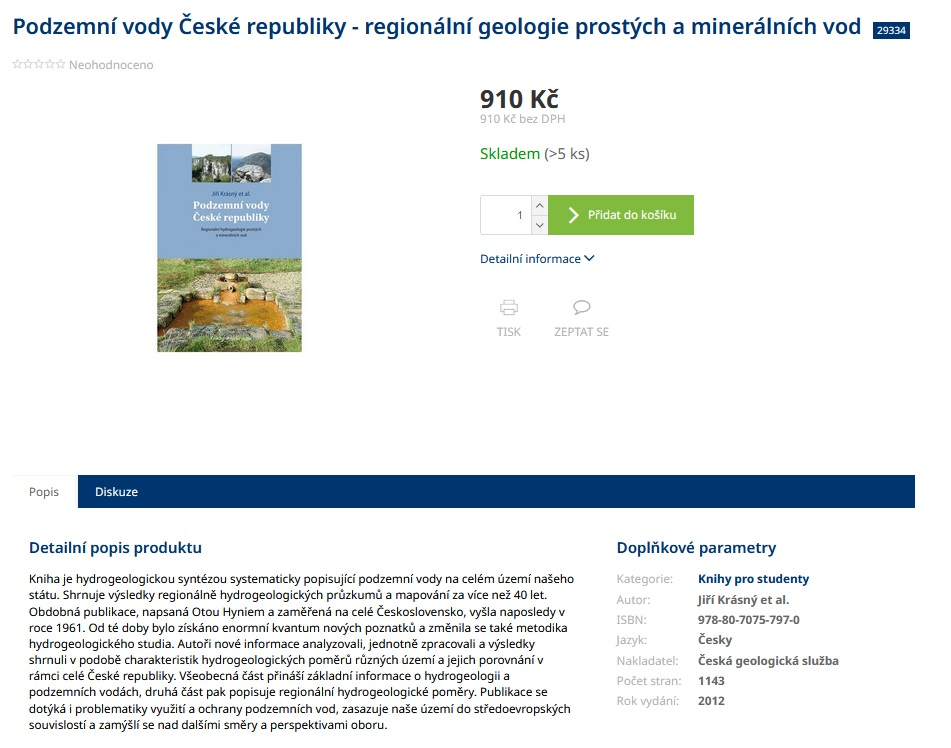 Podzemní vody České republiky - regionální geologie prostých a minerálních vod 29334
Neohodnoceno
910 Kč
910 Kč bez DPH
Skladem (>5 ks)
1
Přidat do košíku
Detailní informace
TISK
ZEPTAT SE
Jiří Krásný et al.
Podzemní vody
České republiky
Regionální hydrogeologie prostých
a minerálních vod
Popis
Diskuze
Detailní popis produktu
Kniha je hydrogeologickou syntézou systematicky popisující podzemní vody na celém území našeho
státu. Shrnuje výsledky regionálně hydrogeologických průzkumů a mapování za více než 40 let.
Obdobná publikace, napsaná Otou Hyniem a zaměřená na celé Československo, vyšla naposledy v
roce 1961. Od té doby bylo získáno enormní kvantum nových poznatků a změnila se také metodika
hydrogeologického studia. Autoři nové informace analyzovali, jednotně zpracovali a výsledky
shrnuli v podobě charakteristik hydrogeologických poměrů různých území a jejich porovnání v
rámci celé České republiky. Všeobecná část přináší základní informace o hydrogeologii a
podzemních vodách, druhá část pak popisuje regionální hydrogeologické poměry. Publikace se
dotýká i problematiky využití a ochrany podzemních vod, zasazuje naše území do středoevropských
souvislostí a zamýšlí se nad dalšími směry a perspektivami oboru.
Doplňkové parametry
Kategorie: Knihy pro studenty
Autor: Jiří Krásný et al.
ISBN: 978-80-7075-797-0
Jazyk: Česky
Nakladatel: Česká geologická služba
Počet stran: 1143
Rok vydání: 2012